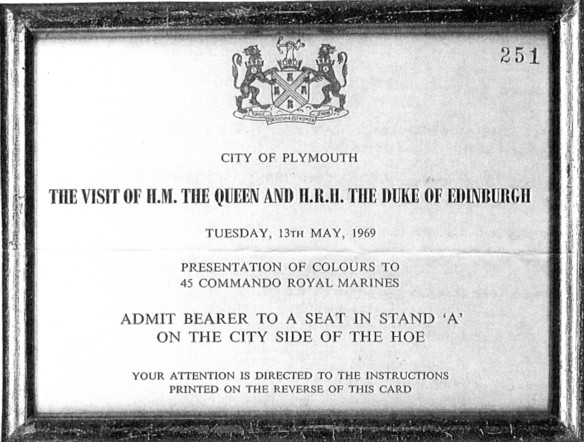 251
CITY OF PLYMOUTH
THE VISIT OF H.M. THE QUEEN AND H.R.H. THE DUKE OF EDINBURGH
TUESDAY, 13TH MAY, 1969
PRESENTATION OF COLOURS TO
45 COMMANDO ROYAL MARINES
ADMIT BEARER TO A SEAT IN STAND ‘A’
ON THE CITY SIDE OF THE HOE
YOUR ATTENTION IS DIRECTED TO THE INSTRUCTIONS
PRINTED ON THE REVERSE OF THIS CARD